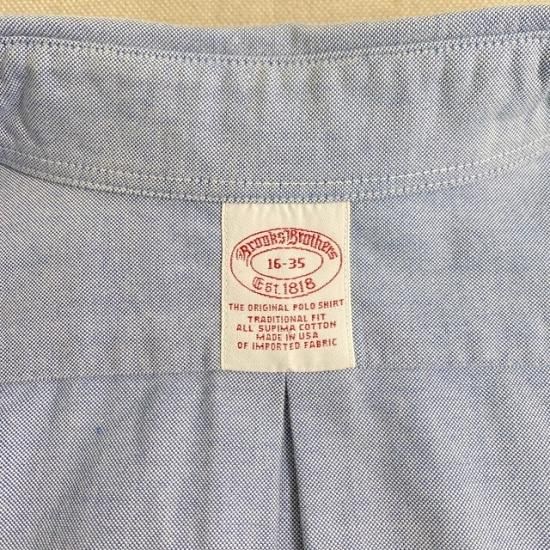 Brooks Brothers
16-35
Est. 1818
THE ORIGINAL POLO SHIRT
TRADITIONAL FIT
ALL SUPIMA COTTON
MADE IN USA
OF IMPORTED FABRIC